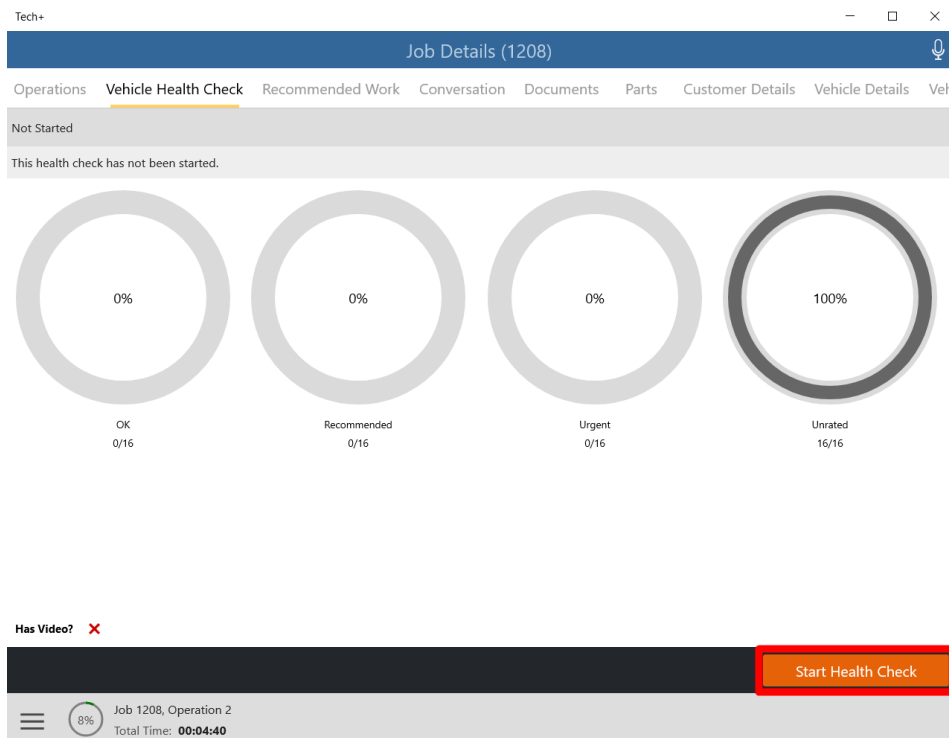 Tech+
Job Details (1208)
Operations Vehicle Health Check Recommended Work Conversation Documents Parts Customer Details Vehicle Details Veh
Not Started
This health check has not been started.
0% 0% 0% 100%
OK Recommended Urgent Unrated
0/16 0/16 0/16 16/16
Has Video?
Start Health Check
8% Job 1208, Operation 2
Total Time: 00:04:40